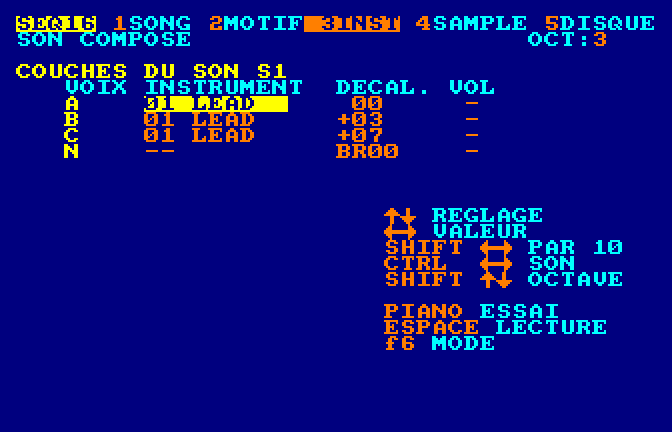 SEQ16 1SONG 2MOTIF 3INST 4SAMPLE 5DISQUE
SON COMPOSE OCT:3
COUCHES DU SON S1
VOIX INSTRUMENT DECAL. VOL
A 01 LEAD 00 -
B 01 LEAD +03 -
C 01 LEAD +07 -
N -- BR00 -
↑↓ REGLAGE
↔ VALEUR
SHIFT ↔ PAR 10
CTRL ↔ SON
SHIFT ↑↓ OCTAVE
PIANO ESSAI
ESPACE LECTURE
f6 MODE